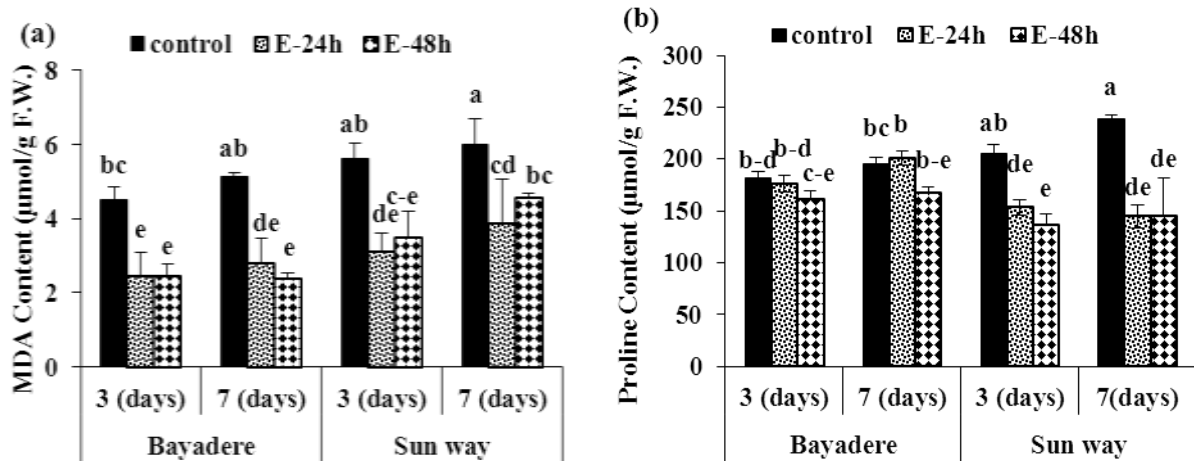 (a)
control E-24h E-48h
MDA Content (µmol/g F.W.)
8
6
4
2
0
bc e e ab de e ab de c-e a cd bc
3 (days) 7 (days) 3 (days) 7 (days)
Bayadere Sun way
(b)
control E-24h E-48h
Proline Content (µmol/g F.W.)
300
250
200
150
100
50
0
b-d b-d c-e bc b b-e ab de e a de de
3 (days) 7 (days) 3 (days) 7(days)
Bayadere Sun way